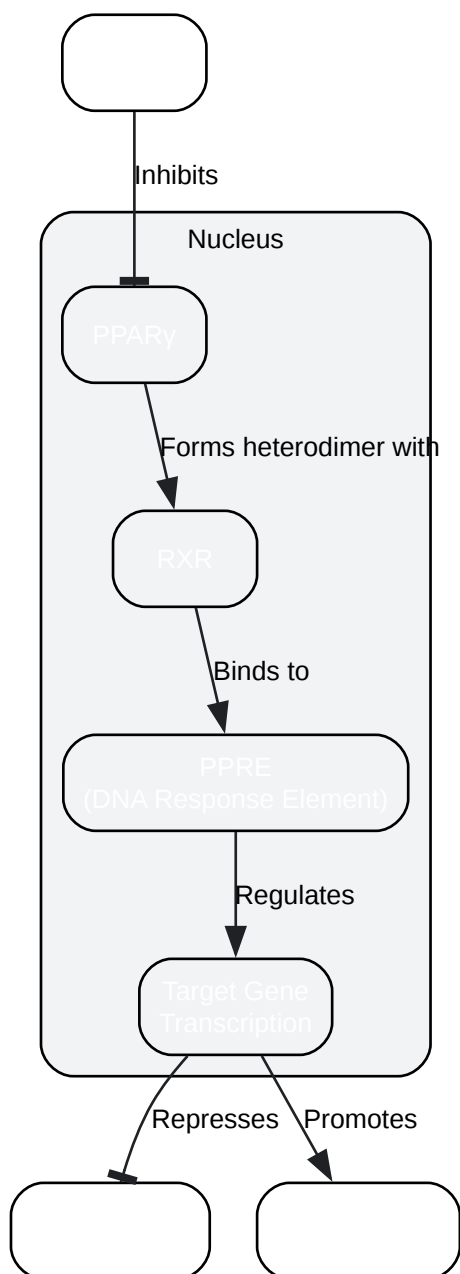 Inhibits
Nucleus
PPARγ
Forms heterodimer with
RXR
Binds to
PPRE
(DNA Response Element)
Regulates
Target Gene
Transcription
Represses
Promotes